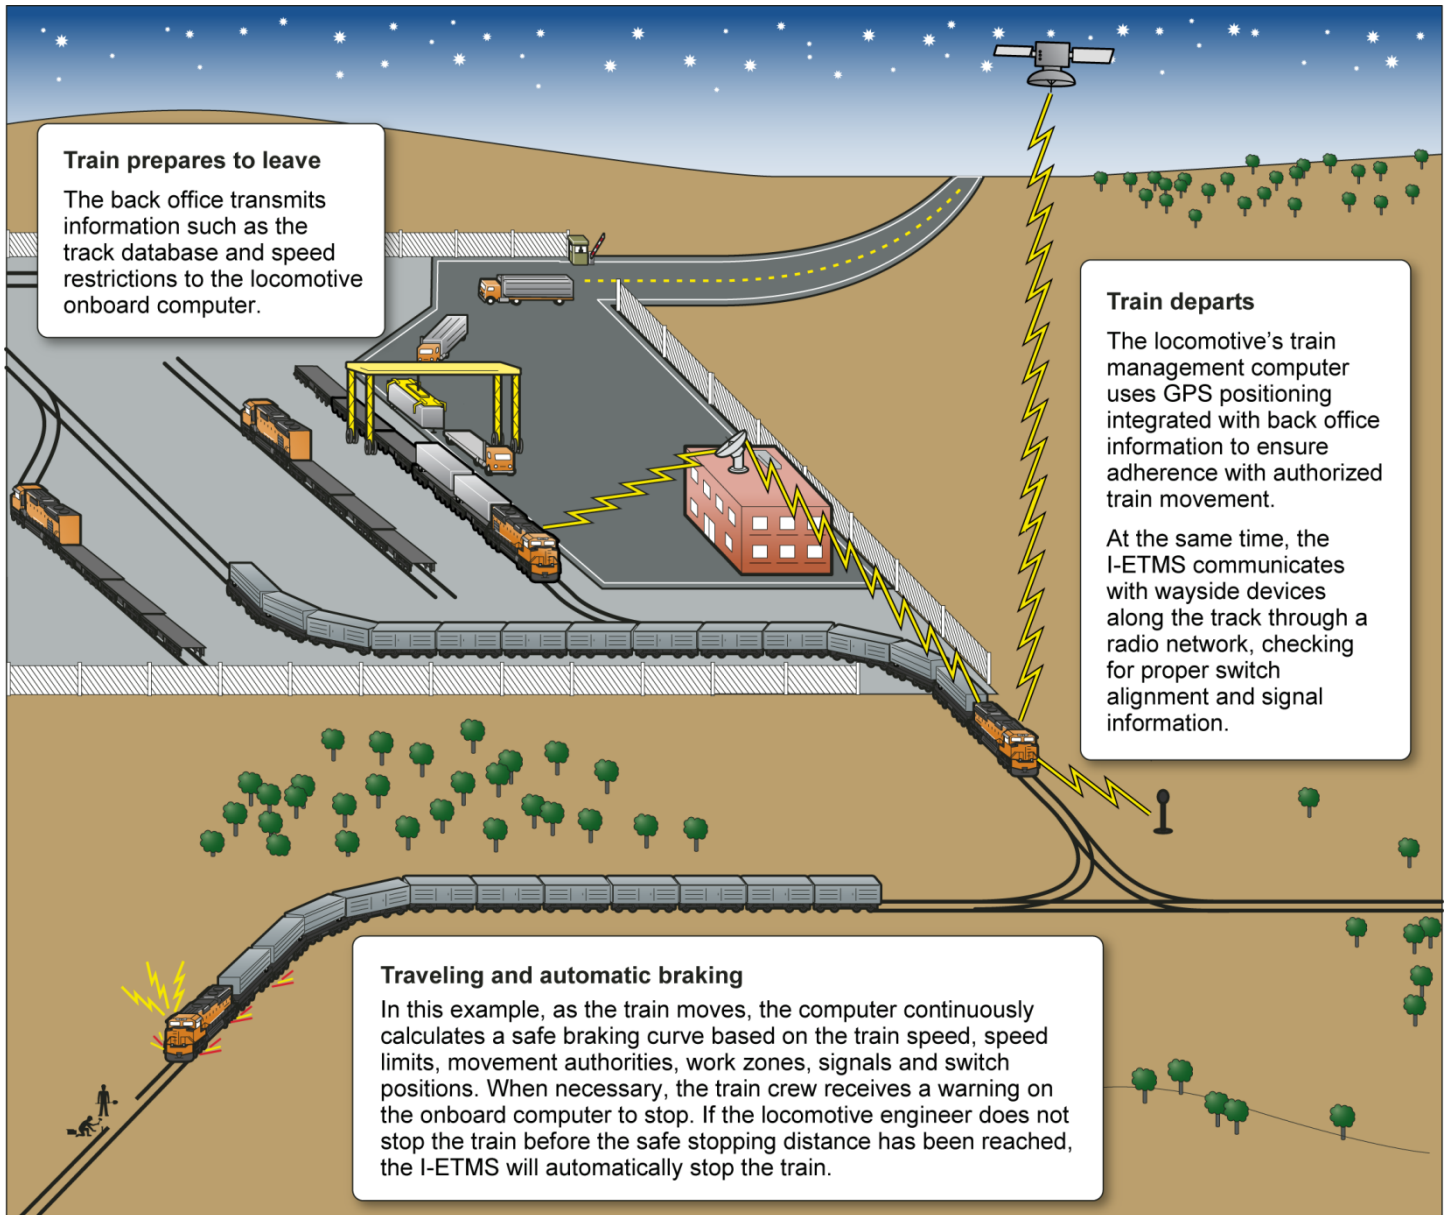 Train prepares to leave
The back office transmits
information such as the
track database and speed
restrictions to the locomotive
onboard computer.
Train departs
The locomotive's train
management computer
uses GPS positioning
integrated with back office
information to ensure
adherence with authorized
train movement.
At the same time, the
I-ETMS communicates
with wayside devices
along the track through a
radio network, checking
for proper switch
alignment and signal
information.
Traveling and automatic braking
In this example, as the train moves, the computer continuously
calculates a safe braking curve based on the train speed, speed
limits, movement authorities, work zones, signals and switch
positions. When necessary, the train crew receives a warning on
the onboard computer to stop. If the locomotive engineer does not
stop the train before the safe stopping distance has been reached,
the I-ETMS will automatically stop the train.